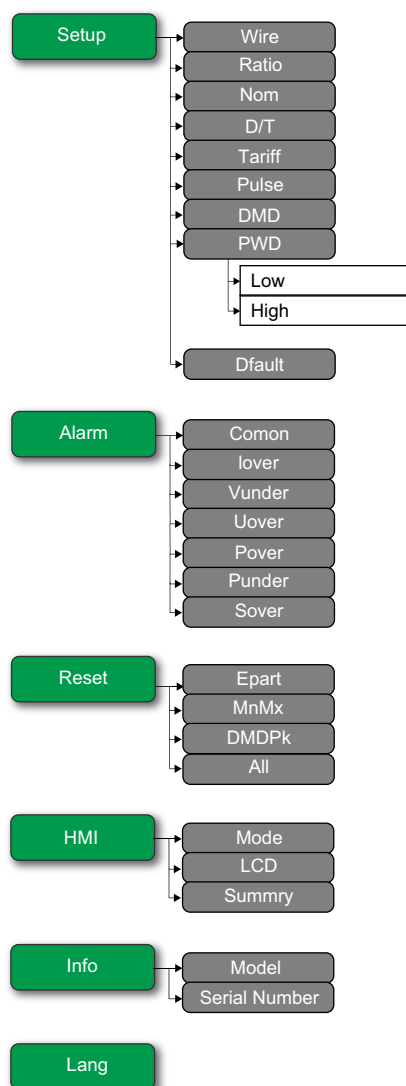 Setup
Wire
Ratio
Nom
D/T
Tariff
Pulse
DMD
PWD
Low
High
Dfault
Alarm
Comon
Iover
Vunder
Uover
Pover
Punder
Sover
Reset
Epart
MnMx
DMDPk
All
HMI
Mode
LCD
Summry
Info
Model
Serial Number
Lang